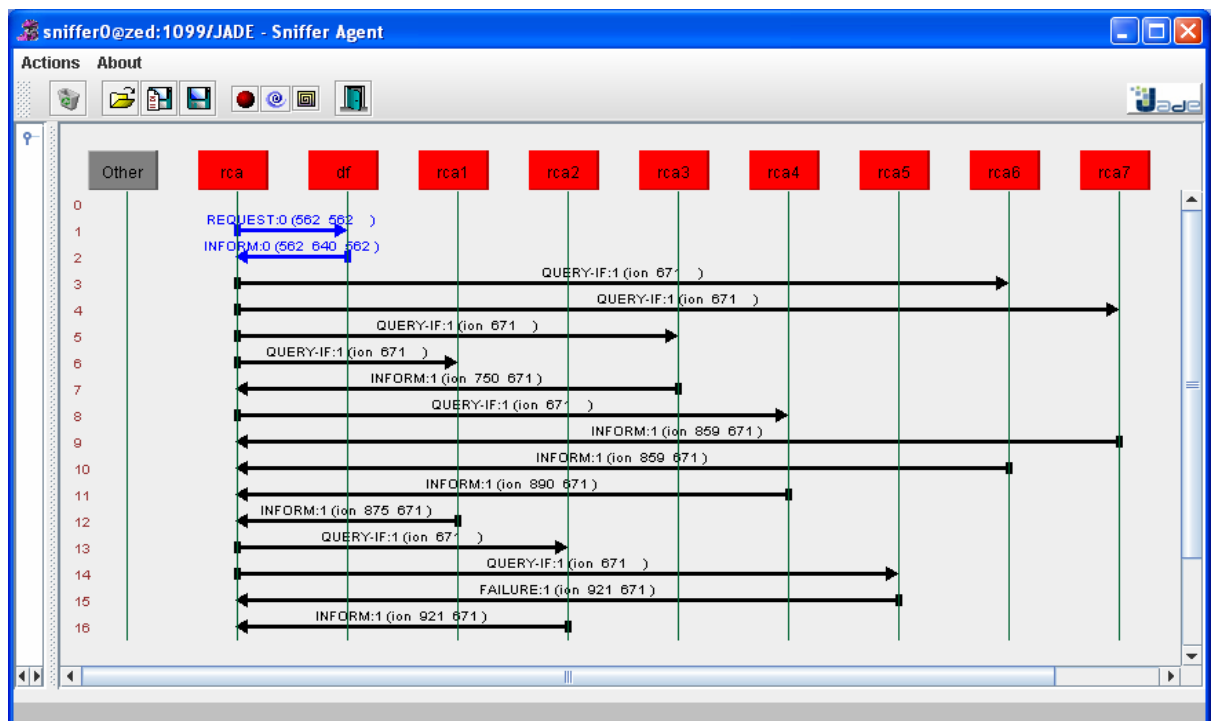 sniffer0@zed:1099/JADE - Sniffer Agent
Actions About
Jade
Other rca df rca1 rca2 rca3 rca4 rca5 rca6 rca7
0
REQUEST:0 (562 562 )
1
INFORM:0 (562 640 562 )
2
QUERY-IF:1 (ion 671 )
3
QUERY-IF:1 (ion 671 )
4
QUERY-IF:1 (ion 671 )
5
QUERY-IF:1 (ion 671 )
6
INFORM:1 (ion 750 671 )
7
QUERY-IF:1 (ion 671 )
8
INFORM:1 (ion 859 671 )
9
INFORM:1 (ion 859 671 )
10
INFORM:1 (ion 890 671 )
11
INFORM:1 (ion 875 671 )
12
QUERY-IF:1 (ion 671 )
13
QUERY-IF:1 (ion 671 )
14
FAILURE:1 (ion 921 671 )
15
INFORM:1 (ion 921 671 )
16